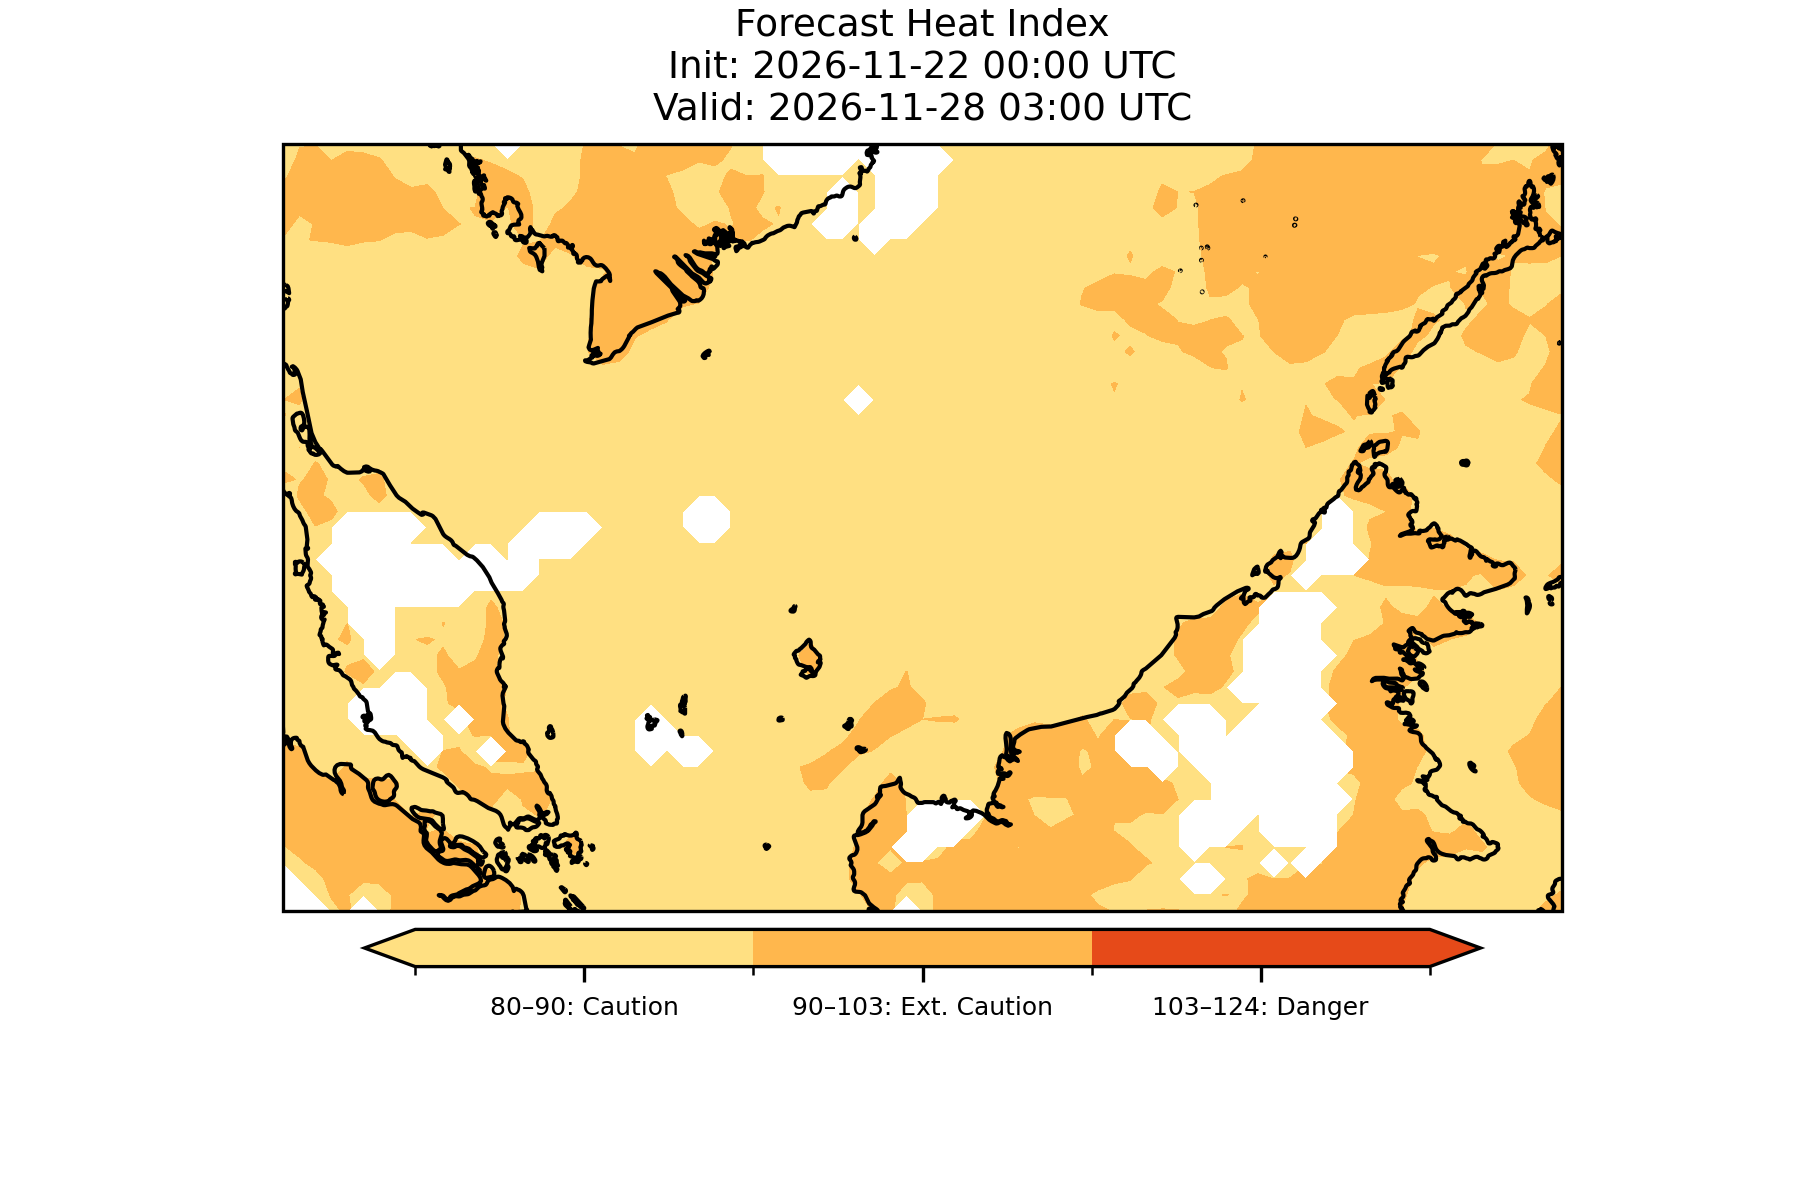 Forecast Heat Index
Init: 2026-11-22 00:00 UTC
Valid: 2026-11-28 03:00 UTC
80–90: Caution
90–103: Ext. Caution
103–124: Danger